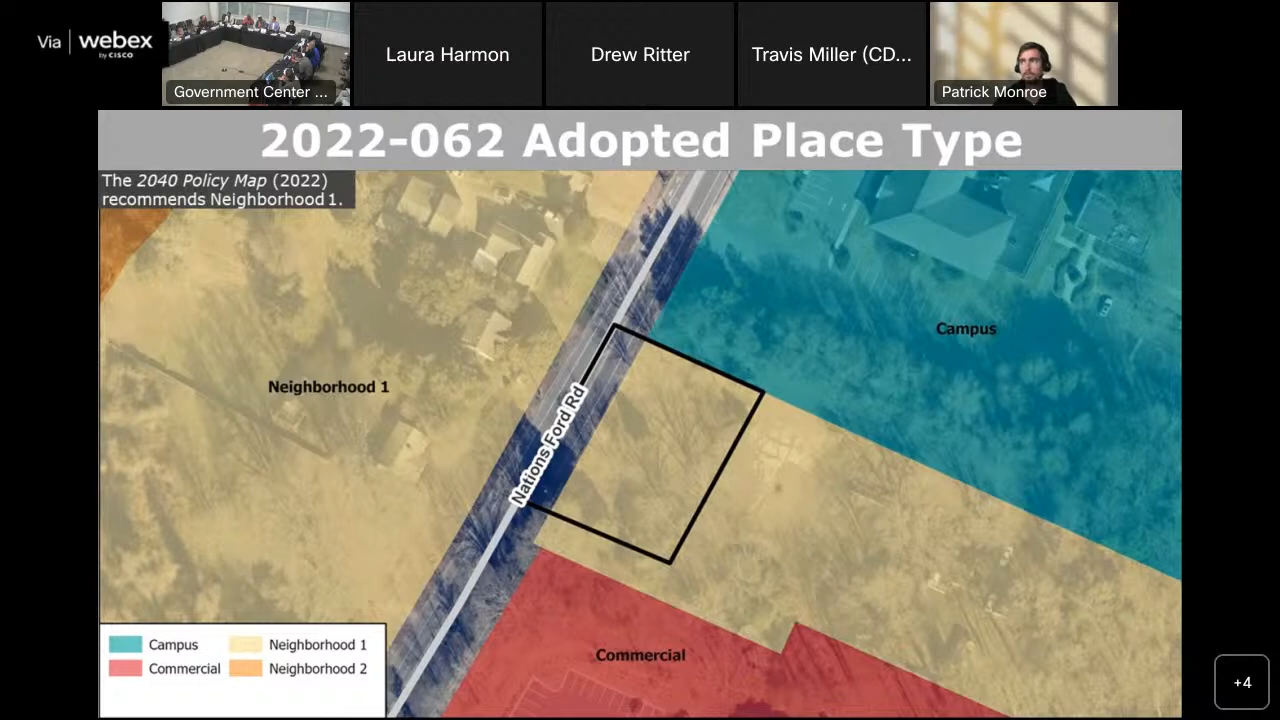 Via | webex
by CISCO
Government Center ...
Laura Harmon
Drew Ritter
Travis Miller (CD...
Patrick Monroe
2022-062 Adopted Place Type
The 2040 Policy Map (2022)
recommends Neighborhood 1.
Campus
Neighborhood 1
Nations Ford Rd
Commercial
Campus
Neighborhood 1
Commercial
Neighborhood 2
+4